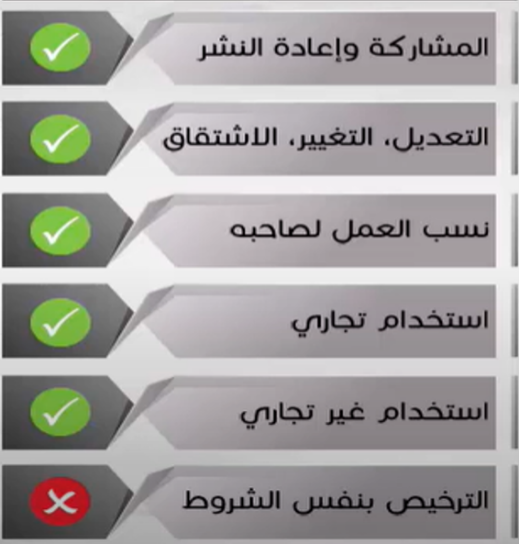 المشاركة وإعادة النشر
التعديل، التغيير، الاشتقاق
نسب العمل لصاحبه
استخدام تجاري
استخدام غير تجاري
الترخيص بنفس الشروط